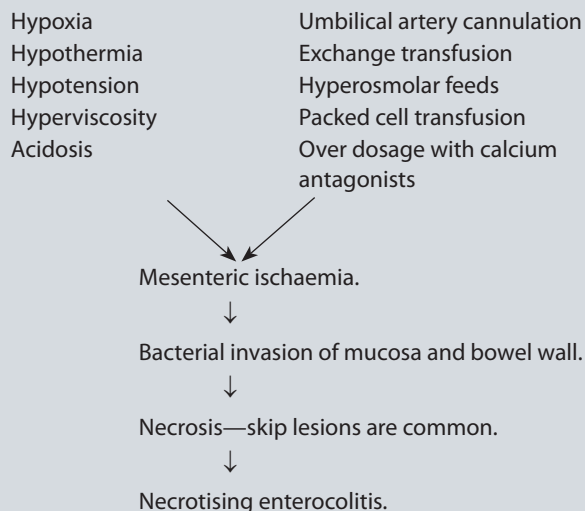 Hypoxia
Hypothermia
Hypotension
Hyperviscosity
Acidosis
Umbilical artery cannulation
Exchange transfusion
Hyperosmolar feeds
Packed cell transfusion
Over dosage with calcium
antagonists
Mesenteric ischaemia.
↓
Bacterial invasion of mucosa and bowel wall.
↓
Necrosis—skip lesions are common.
↓
Necrotising enterocolitis.